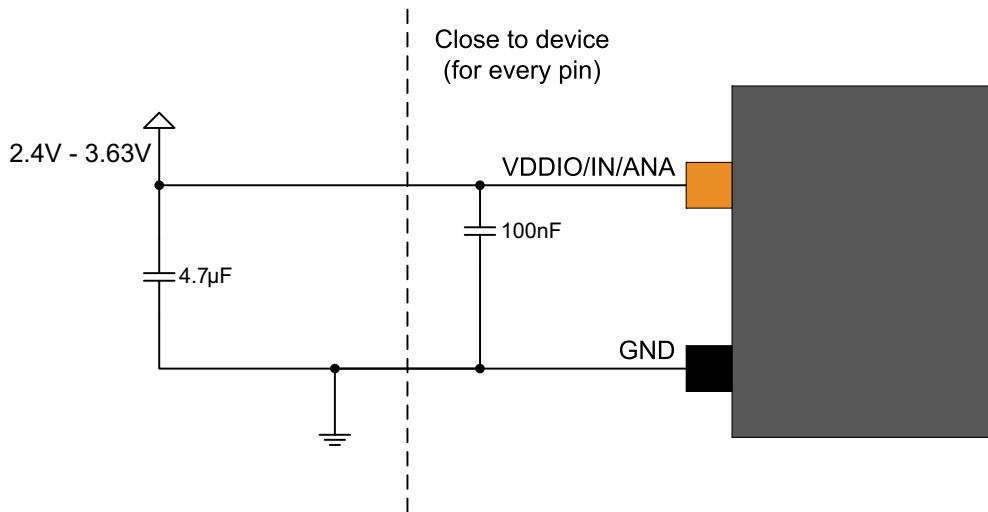 Close to device
(for every pin)
2.4V - 3.63V
VDDIO/IN/ANA
100nF
4.7µF
GND